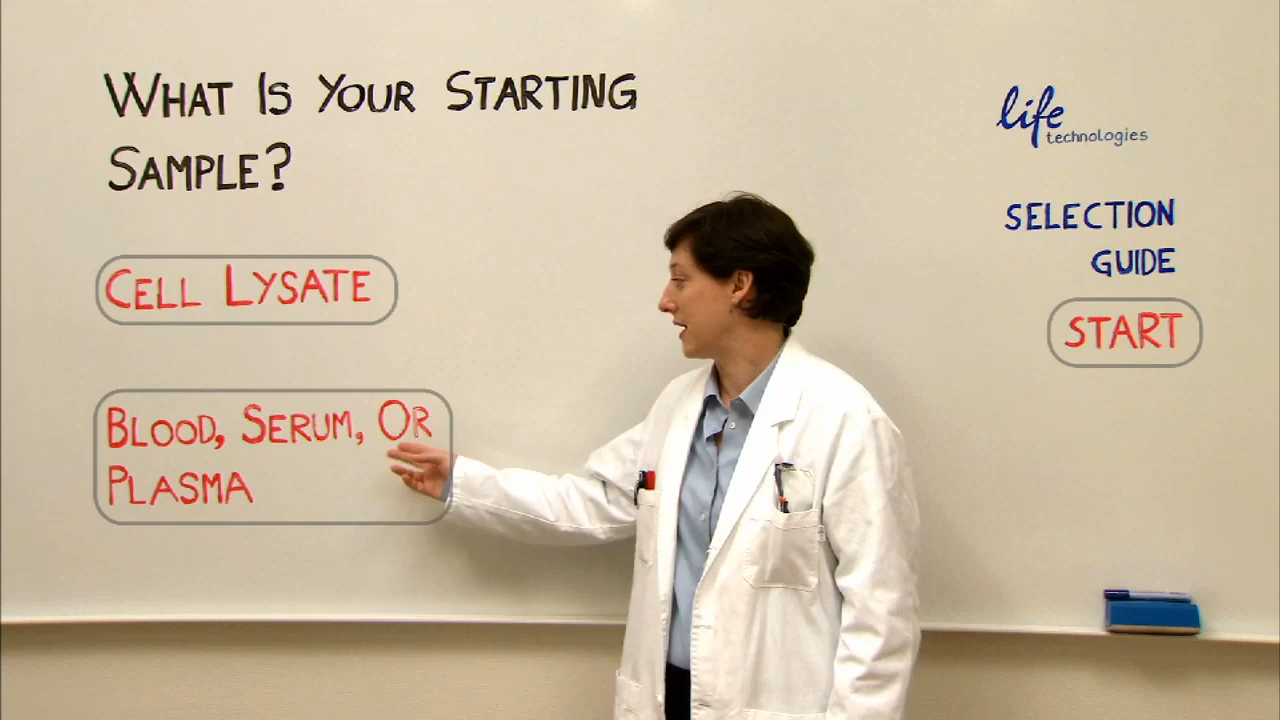 What Is Your Starting
Sample?
Cell Lysate
Blood, Serum, Or
Plasma
life
technologies
SELECTION
GUIDE
START